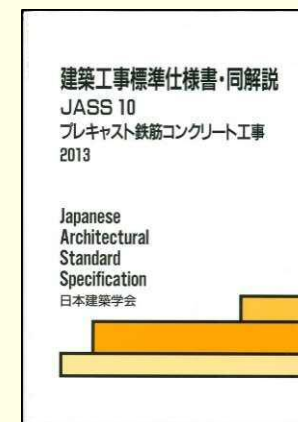 建築工事標準仕様書・同解説
JASS 10
プレキャスト鉄筋コンクリート工事
2013
Japanese
Architectural
Standard
Specification
日本建築学会